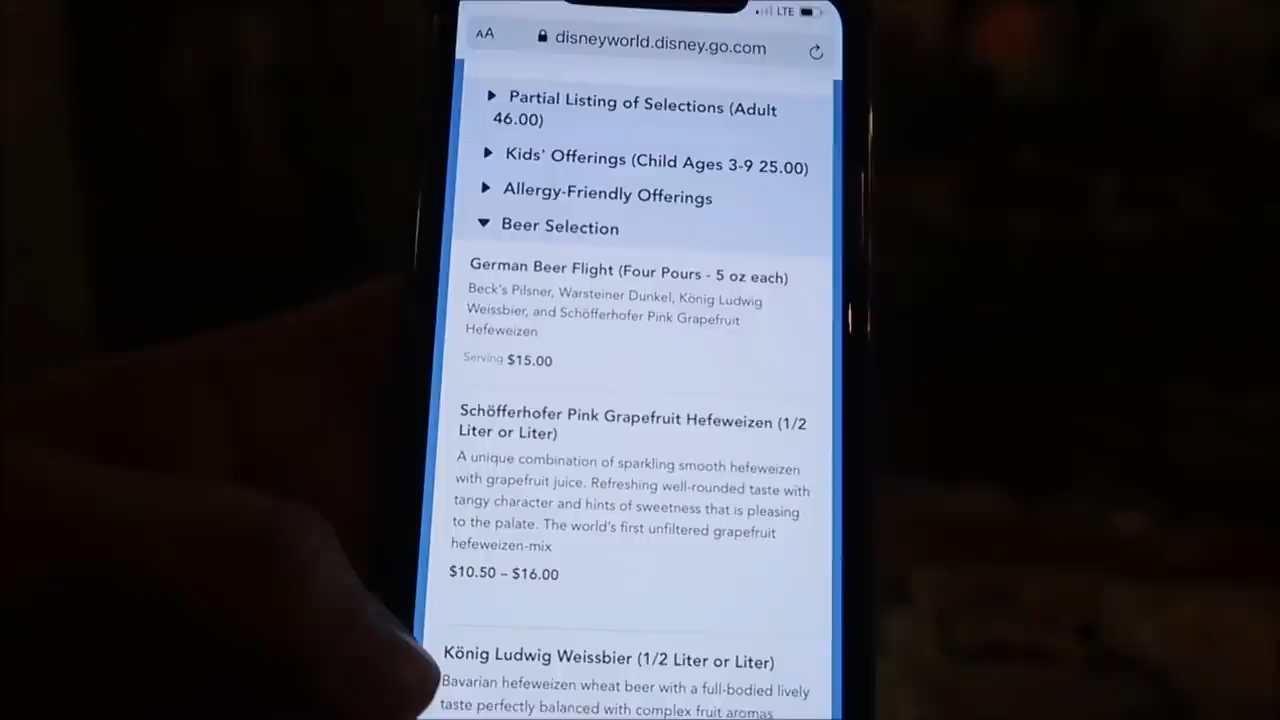 LTE
AA disneyworld.disney.go.com
Partial Listing of Selections (Adult
46.00)
Kids' Offerings (Child Ages 3-9 25.00)
Allergy-Friendly Offerings
Beer Selection
German Beer Flight (Four Pours - 5 oz each)
Beck's Pilsner, Warsteiner Dunkel, König Ludwig
Weissbier, and Schöfferhofer Pink Grapefruit
Hefeweizen
Serving $15.00
Schöfferhofer Pink Grapefruit Hefeweizen (1/2
Liter or Liter)
A unique combination of sparkling smooth hefeweizen
with grapefruit juice. Refreshing well-rounded taste with
tangy character and hints of sweetness that is pleasing
to the palate. The world's first unfiltered grapefruit
hefeweizen-mix
$10.50 – $16.00
König Ludwig Weissbier (1/2 Liter or Liter)
Bavarian hefeweizen wheat beer with a full-bodied lively
taste perfectly balanced with complex fruit aromas